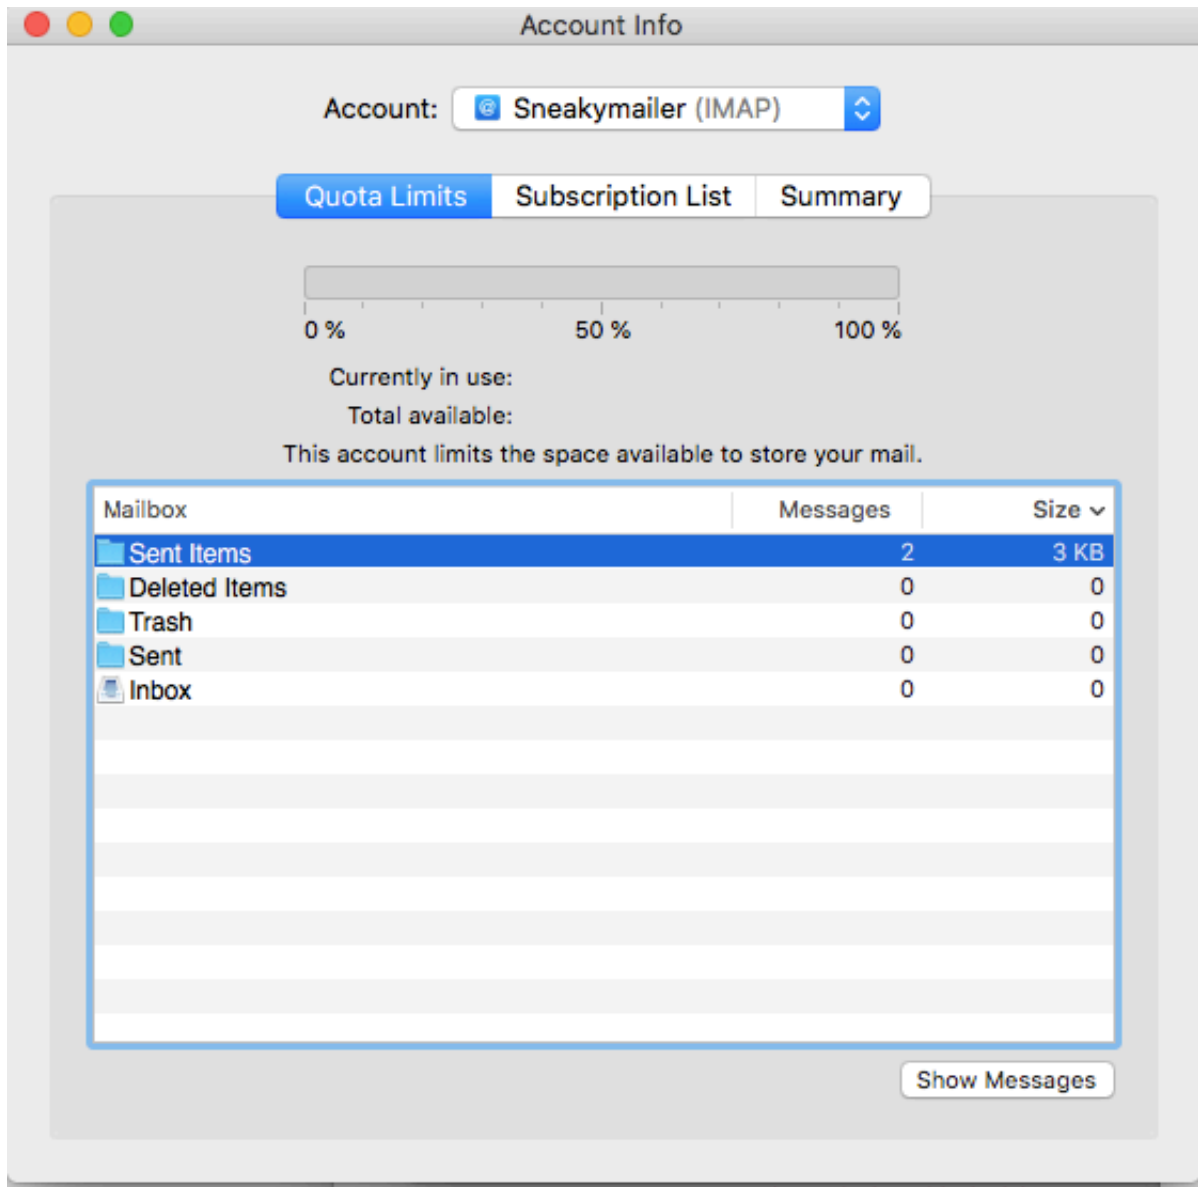 Account Info
Account: Sneakymailer (IMAP)
Quota Limits Subscription List Summary
0 % 50 % 100 %
Currently in use:
Total available:
This account limits the space available to store your mail.
Mailbox Messages Size
Sent Items 2 3 KB
Deleted Items 0 0
Trash 0 0
Sent 0 0
Inbox 0 0
Show Messages